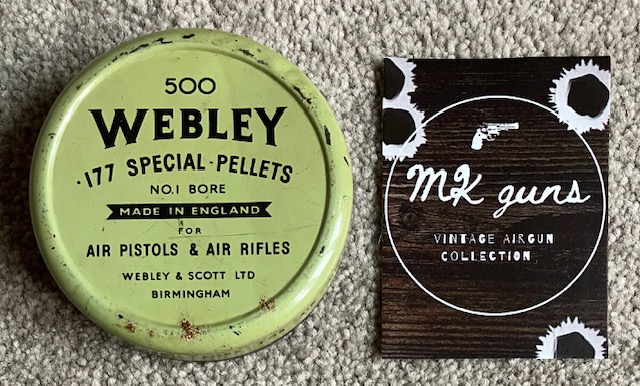 500
WEBLEY
.177 SPECIAL-PELLETS
NO.1 BORE
MADE IN ENGLAND
FOR
AIR PISTOLS & AIR RIFLES
WEBLEY & SCOTT LTD
BIRMINGHAM
MK guns
VINTAGE AIRGUN
COLLECTION